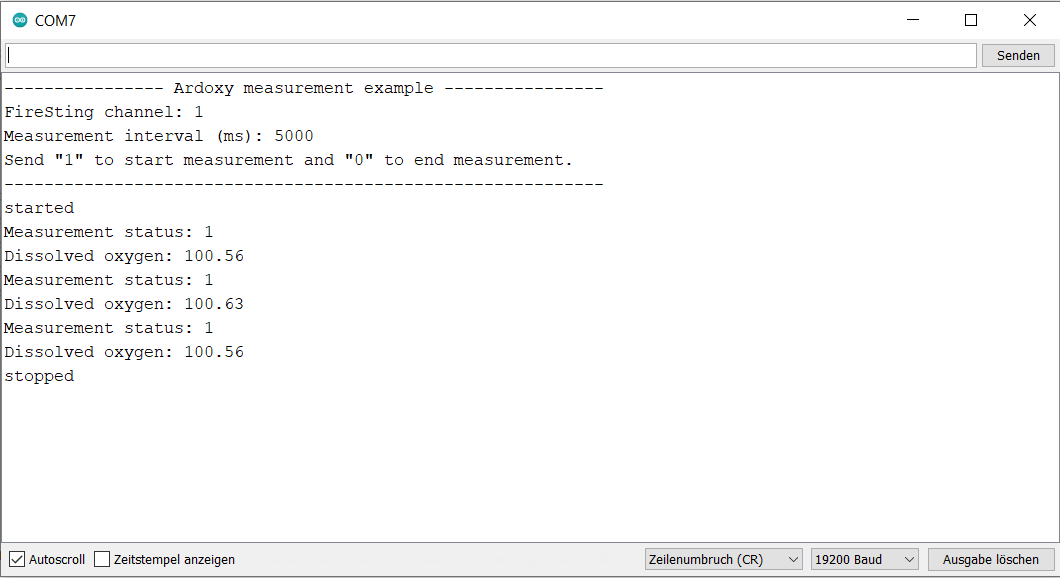 COM7
Senden
---------------- Ardoxy measurement example ----------------
FireSting channel: 1
Measurement interval (ms): 5000
Send "1" to start measurement and "0" to end measurement.
------------------------------------------------------------
started
Measurement status: 1
Dissolved oxygen: 100.56
Measurement status: 1
Dissolved oxygen: 100.63
Measurement status: 1
Dissolved oxygen: 100.56
stopped
Autoscroll Zeitstempel anzeigen Zeilenumbruch (CR) 19200 Baud Ausgabe löschen